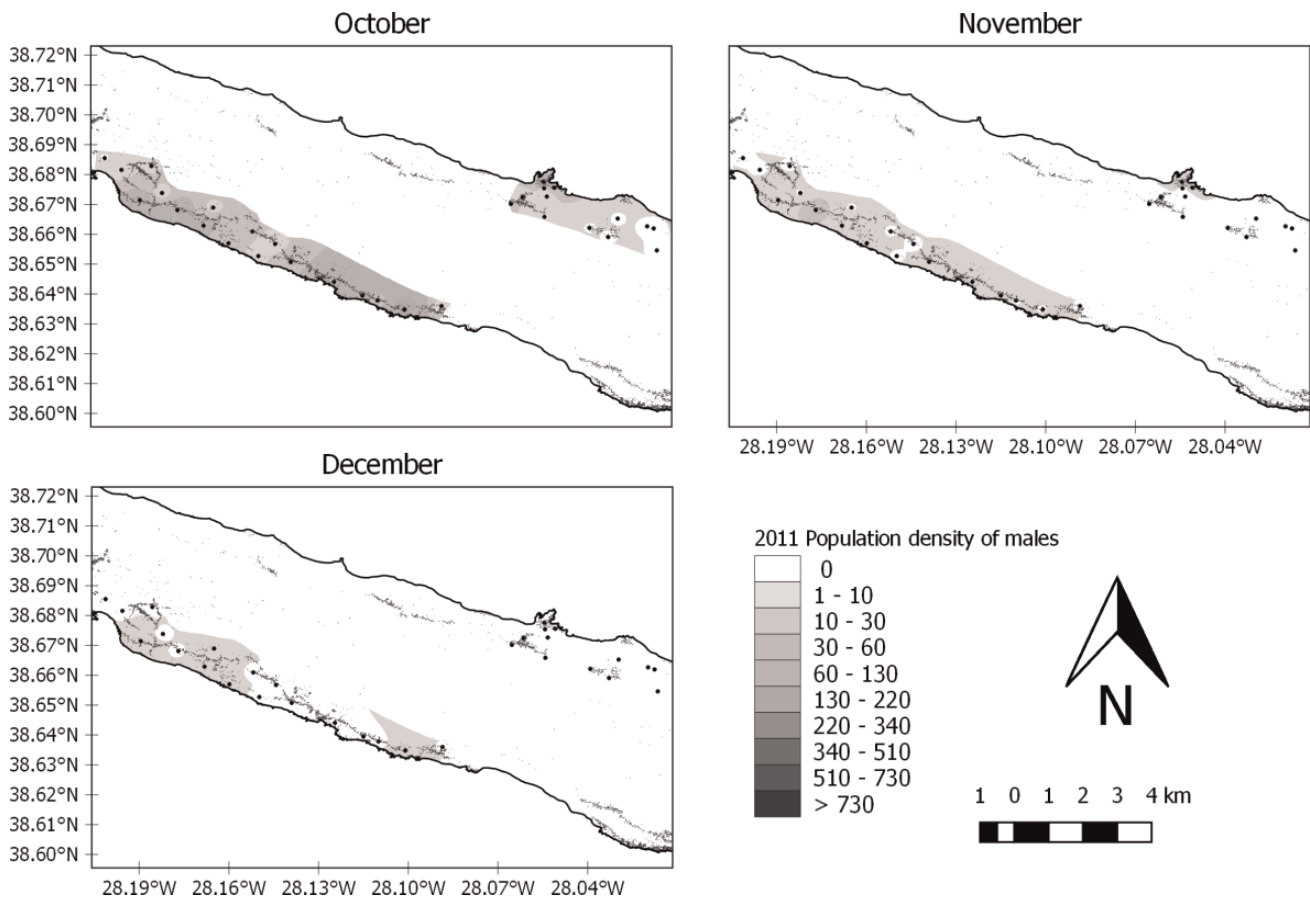 October
November
38.72°N
38.71°N
38.70°N
38.69°N
38.68°N
38.67°N
38.66°N
38.65°N
38.64°N
38.63°N
38.62°N
38.61°N
38.60°N
28.19°W 28.16°W 28.13°W 28.10°W 28.07°W 28.04°W
December
38.72°N
38.71°N
38.70°N
38.69°N
38.68°N
38.67°N
38.66°N
38.65°N
38.64°N
38.63°N
38.62°N
38.61°N
38.60°N
28.19°W 28.16°W 28.13°W 28.10°W 28.07°W 28.04°W
2011 Population density of males
0
1 - 10
10 - 30
30 - 60
60 - 130
130 - 220
220 - 340
340 - 510
510 - 730
> 730
N
1 0 1 2 3 4 km